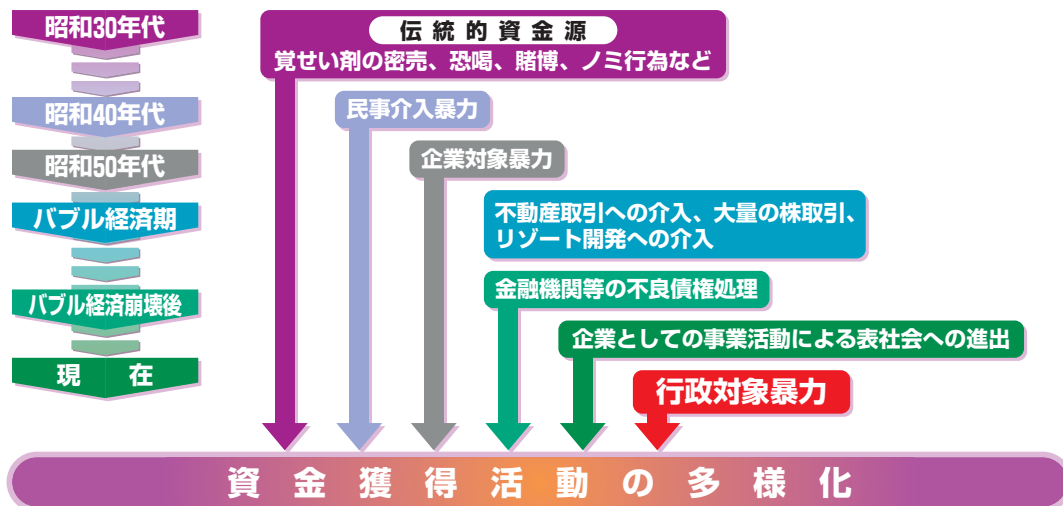 昭和30年代
伝統的資金源
覚せい剤の密売、恐喝、賭博、ノミ行為など
昭和40年代
民事介入暴力
昭和50年代
企業対象暴力
バブル経済期
不動産取引への介入、大量の株取引、
リゾート開発への介入
バブル経済崩壊後
金融機関等の不良債権処理
企業としての事業活動による表社会への進出
現在
行政対象暴力
資金獲得活動の多様化